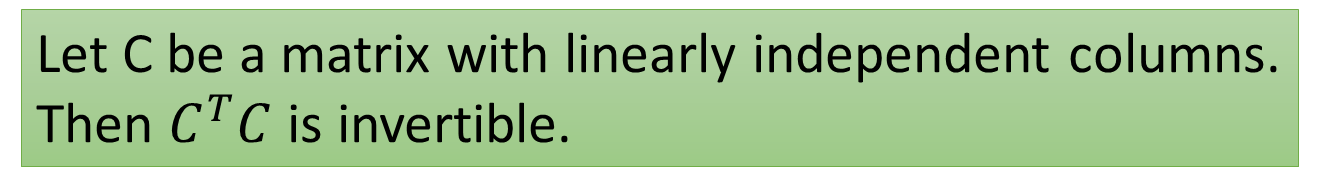 Let C be a matrix with linearly independent columns.
Then $C^T C$ is invertible.